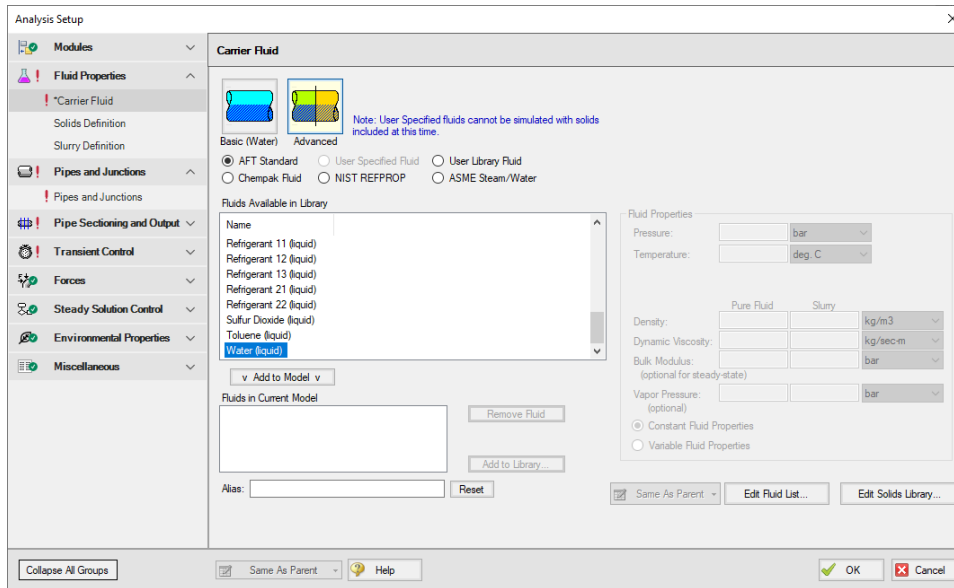 Analysis Setup
Modules
Fluid Properties
*Carrier Fluid
Solids Definition
Slurry Definition
Pipes and Junctions
Pipes and Junctions
Pipe Sectioning and Output
Transient Control
Forces
Steady Solution Control
Environmental Properties
Miscellaneous
Collapse All Groups
Carrier Fluid
Basic (Water)
Advanced
Note: User Specified fluids cannot be simulated with solids
included at this time.
AFT Standard
User Specified Fluid
User Library Fluid
Chempak Fluid
NIST REFPROP
ASME Steam/Water
Fluids Available in Library
Name
Refrigerant 11 (liquid)
Refrigerant 12 (liquid)
Refrigerant 13 (liquid)
Refrigerant 21 (liquid)
Refrigerant 22 (liquid)
Sulfur Dioxide (liquid)
Toluene (liquid)
Water (liquid)
v Add to Model v
Fluids in Current Model
Remove Fluid
Add to Library...
Alias:
Reset
Fluid Properties
Pressure:
bar
Temperature:
deg. C
Pure Fluid
Slurry
Density:
kg/m3
Dynamic Viscosity:
kg/sec-m
Bulk Modulus:
bar
(optional for steady-state)
Vapor Pressure:
bar
(optional)
Constant Fluid Properties
Variable Fluid Properties
Same As Parent
Edit Fluid List...
Edit Solids Library...
Same As Parent
Help
OK
Cancel